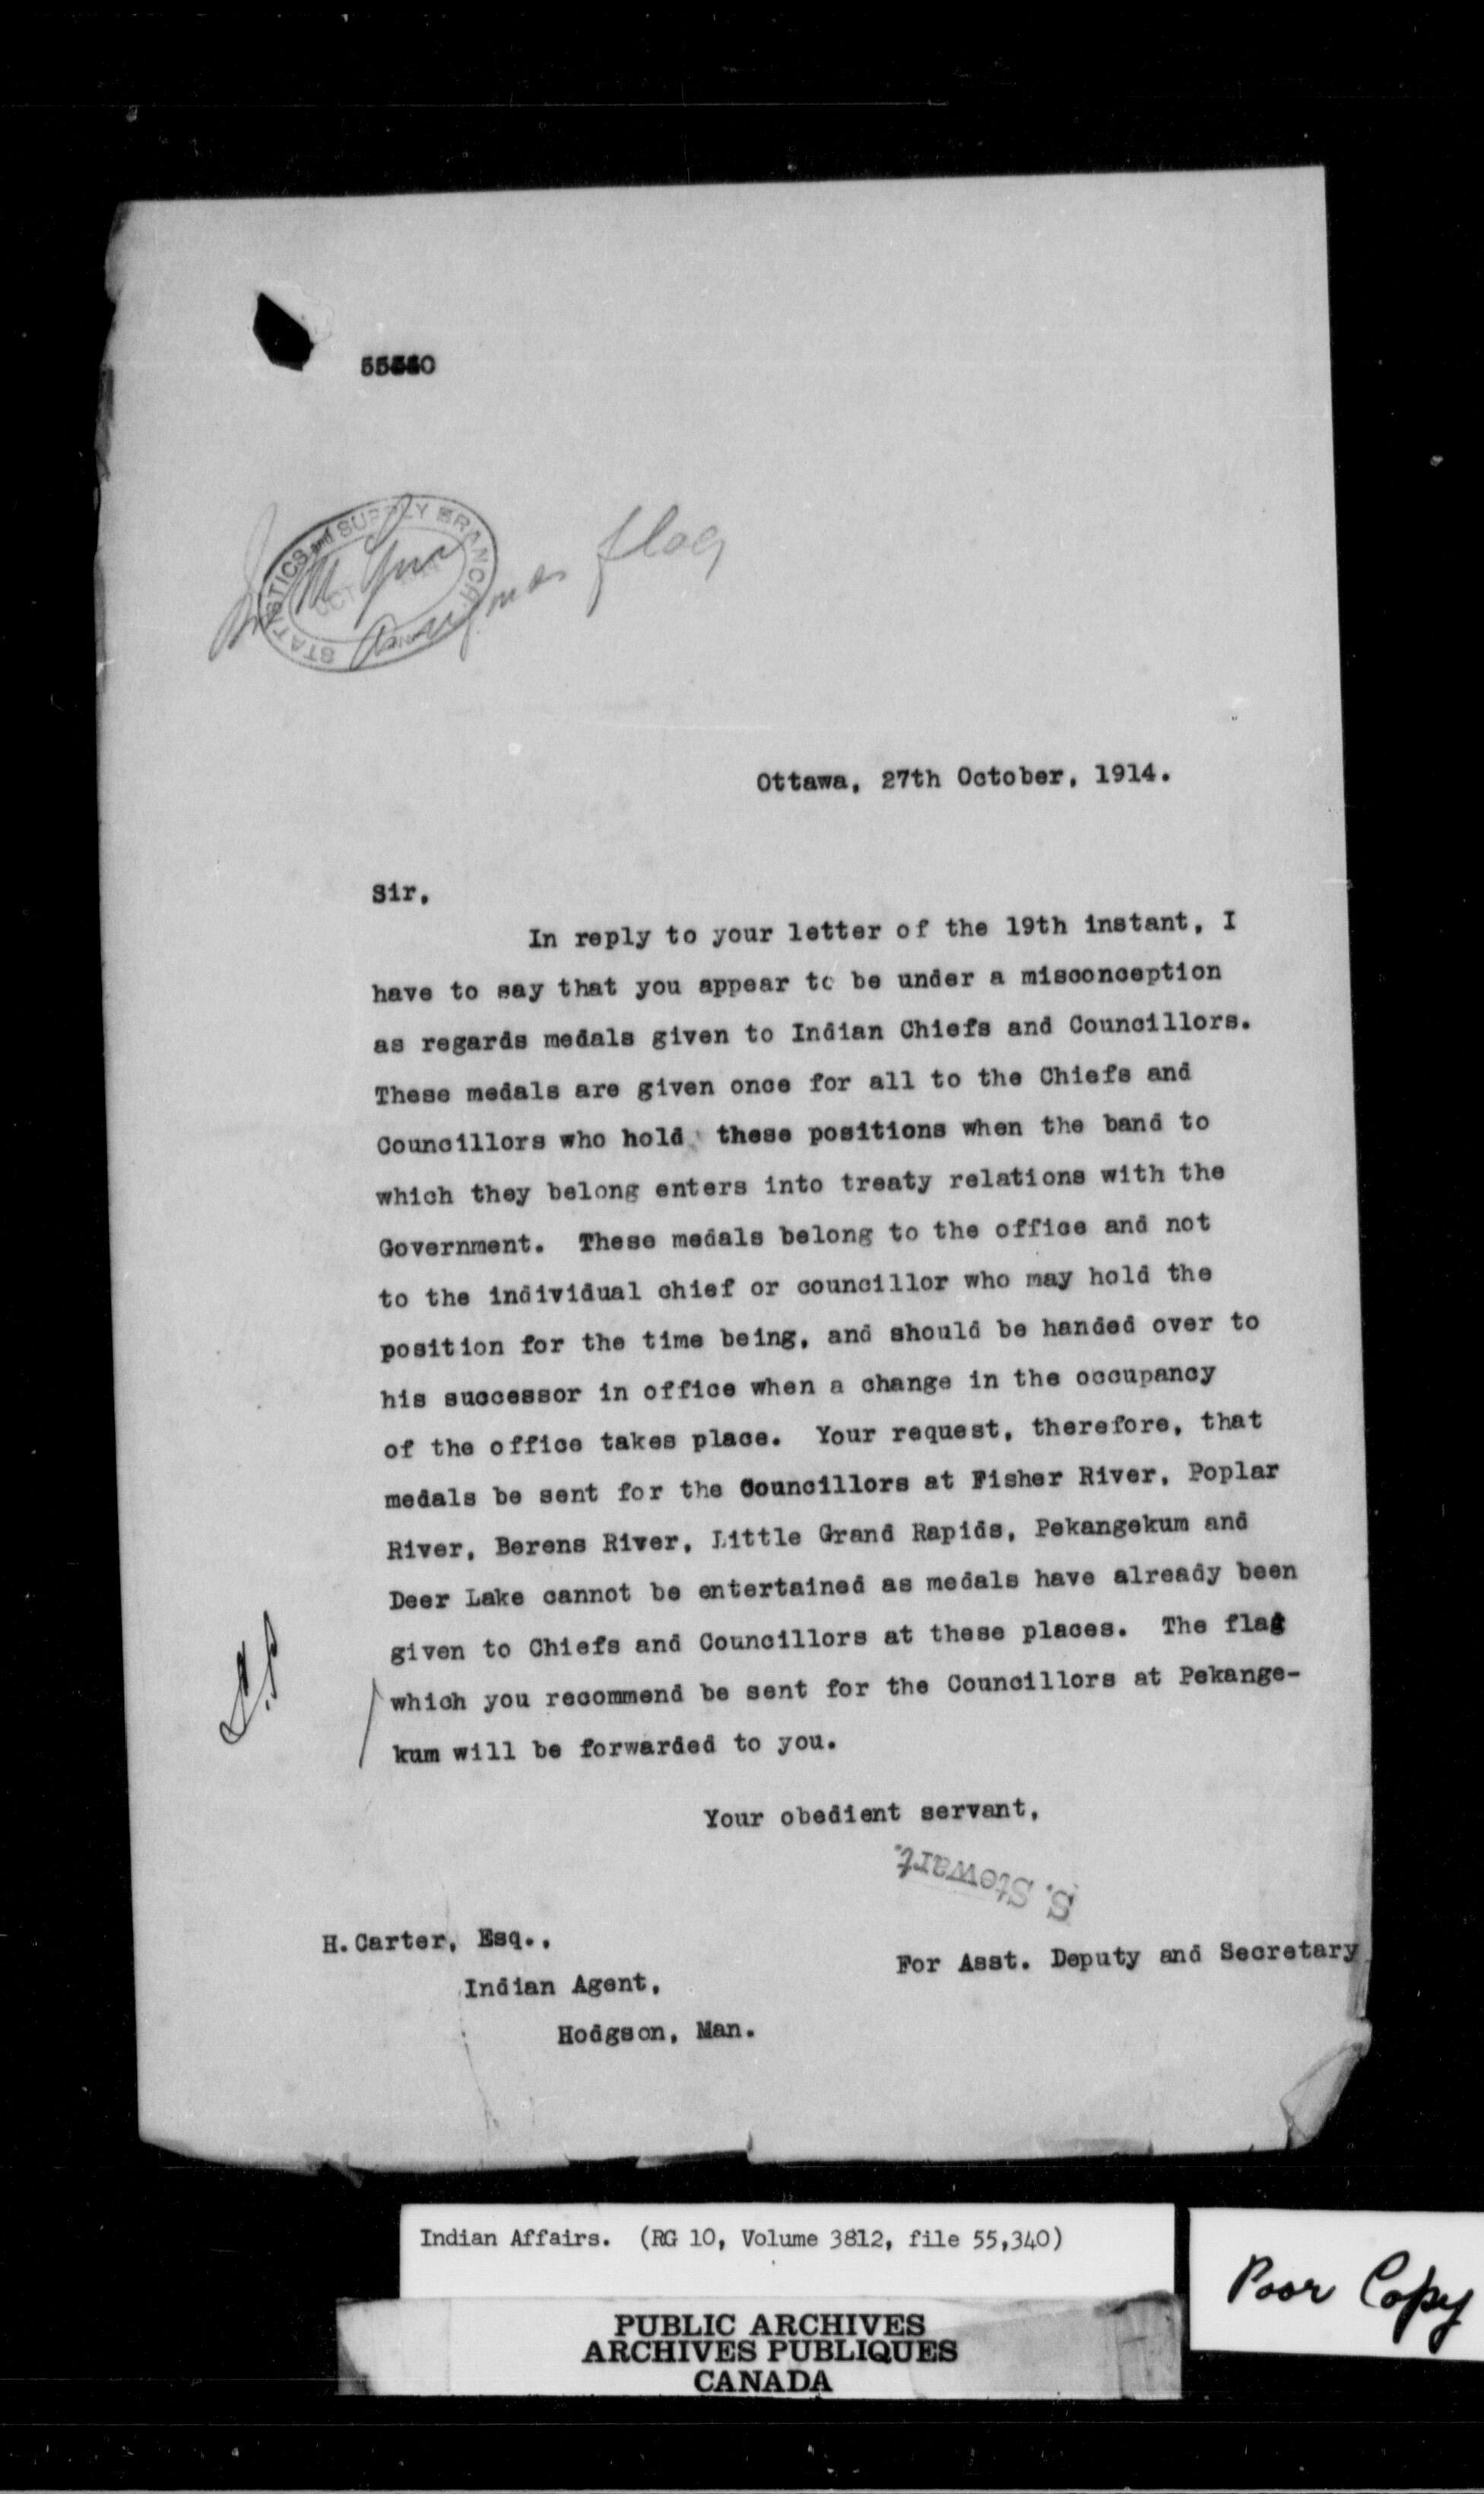 STATISTICS and SUPPLY BRANCH
OCT
flag
Ottawa, 27th October, 1914.
Sir,
In reply to your letter of the 19th instant, I
have to say that you appear to be under a misconception
as regards medals given to Indian Chiefs and Councillors.
These medals are given once for all to the Chiefs and
Councillors who hold these positions when the band to
which they belong enters into treaty relations with the
Government. These medals belong to the office and not
to the individual chief or councillor who may hold the
position for the time being, and should be handed over to
his successor in office when a change in the occupancy
of the office takes place. Your request, therefore, that
medals be sent for the Councillors at Fisher River, Poplar
River, Berens River, Little Grand Rapids, Pekangekum and
Deer Lake cannot be entertained as medals have already been
given to Chiefs and Councillors at these places. The flag
which you recommend be sent for the Councillors at Pekange-
kum will be forwarded to you.
Your obedient servant,
S. Stewart.
For Asst. Deputy and Secretary
H. Carter, Esq.,
Indian Agent,
Hodgson, Man.
Indian Affairs. (RG 10, Volume 3812, file 55,340)
Poor Copy
PUBLIC ARCHIVES
ARCHIVES PUBLIQUES
CANADA